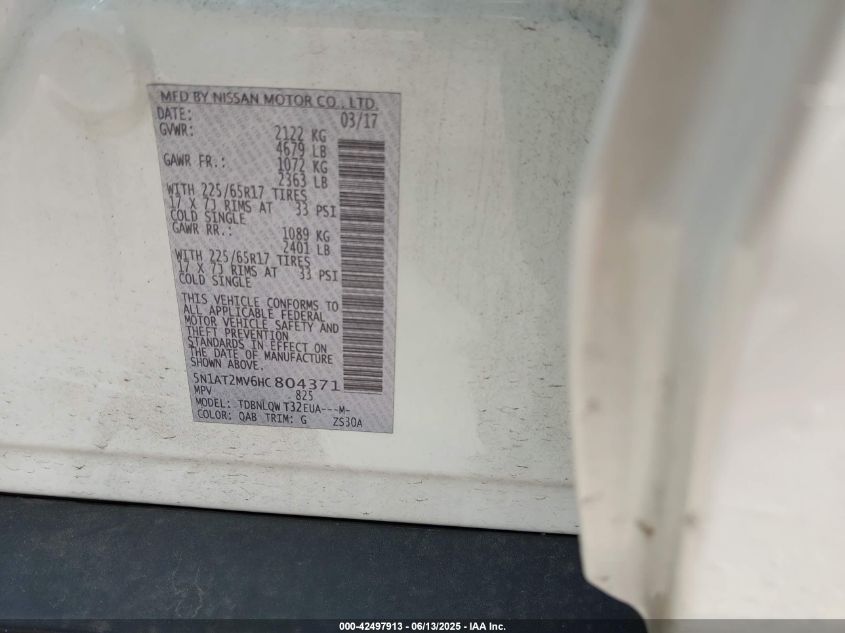 MFD BY NISSAN MOTOR CO., LTD.
DATE: 03/17
GVWR: 2122 KG
4679 LB
GAWR FR.: 1072 KG
2363 LB
WITH 225/65R17 TIRES
17 X 7J RIMS AT 33 PSI
COLD SINGLE
GAWR RR.: 1089 KG
2401 LB
WITH 225/65R17 TIRES
17 X 7J RIMS AT 33 PSI
COLD SINGLE
THIS VEHICLE CONFORMS TO
ALL APPLICABLE FEDERAL
MOTOR VEHICLE SAFETY AND
THEFT PREVENTION
STANDARDS IN EFFECT ON
THE DATE OF MANUFACTURE
SHOWN ABOVE.
5N1AT2MV6HC804371
MPV 825
MODEL: TDBNLQW T32EUA---M-
COLOR: QAB TRIM: G ZS30A
000-42497913 - 06/13/2025 - IAA Inc.